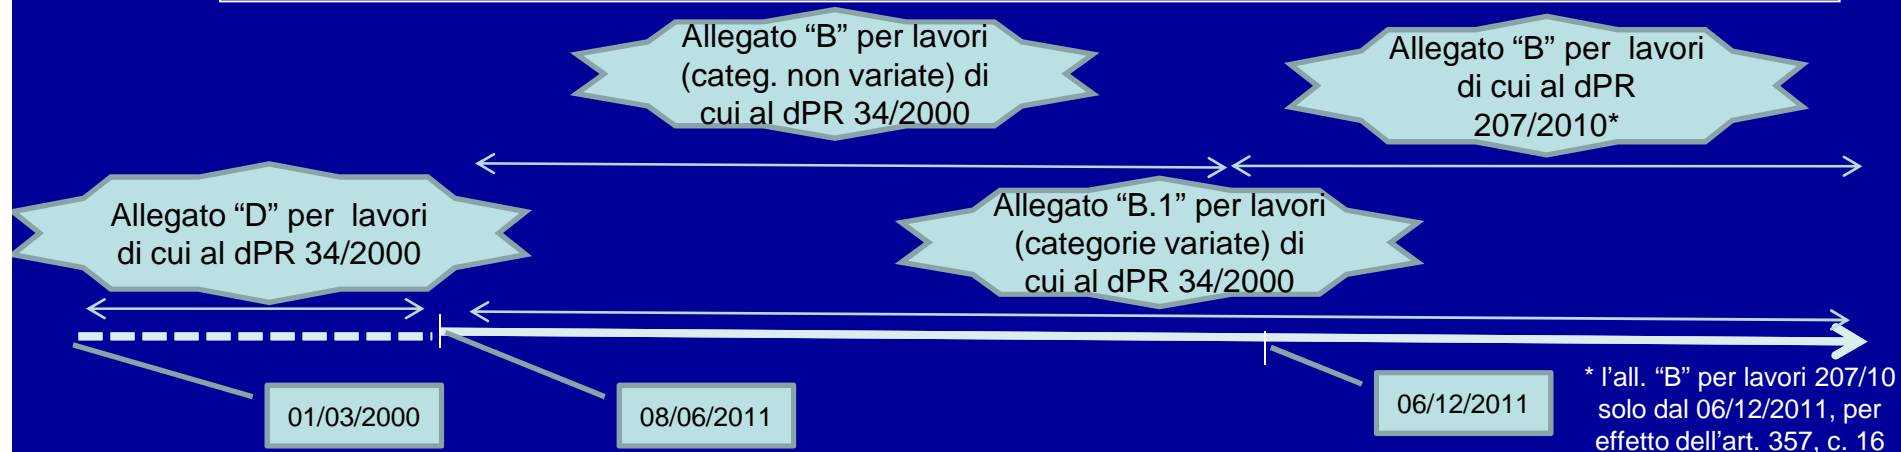 Allegato “B” per lavori
(categ. non variate) di
cui al dPR 34/2000
Allegato “B” per lavori
di cui al dPR
207/2010*
Allegato “D” per lavori
di cui al dPR 34/2000
Allegato “B.1” per lavori
(categorie variate) di
cui al dPR 34/2000
01/03/2000
08/06/2011
06/12/2011
* l’all. “B” per lavori 207/10
solo dal 06/12/2011, per
effetto dell’art. 357, c. 16